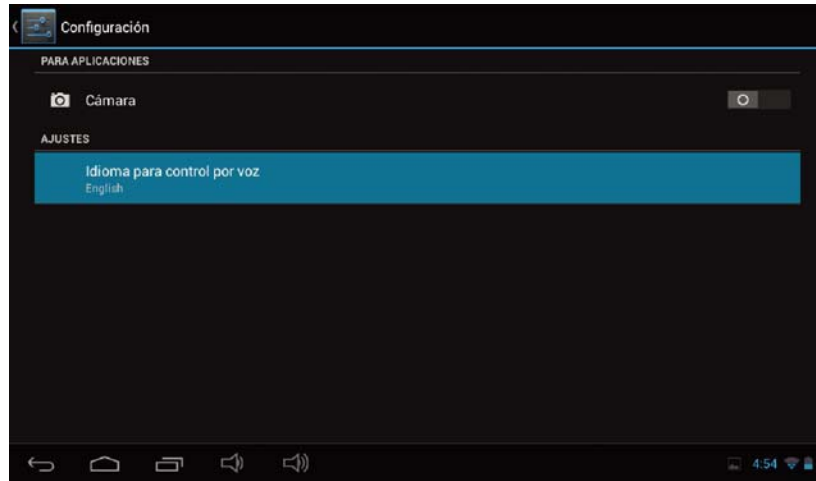 Configuración
PARA APLICACIONES
Cámara
AJUSTES
Idioma para control por voz
English
4:54